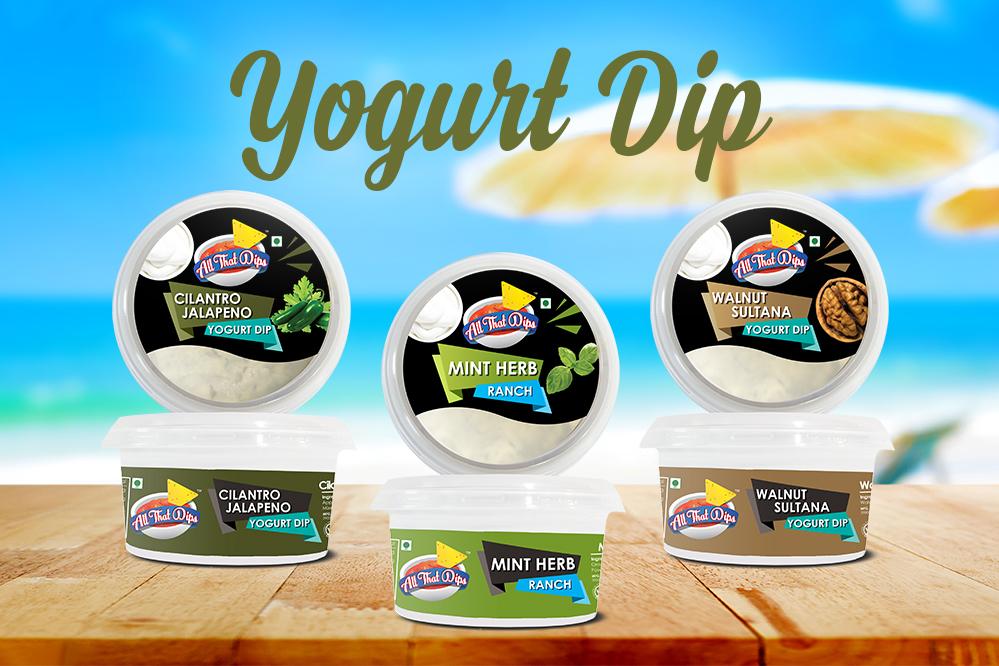 Yogurt Dip
All That Dips
CILANTRO
JALAPENO
YOGURT DIP
All That Dips
MINT HERB
RANCH
All That Dips
WALNUT
SULTANA
YOGURT DIP
All That Dips
CILANTRO
JALAPENO
YOGURT DIP
All That Dips
MINT HERB
RANCH
All That Dips
WALNUT
SULTANA
YOGURT DIP